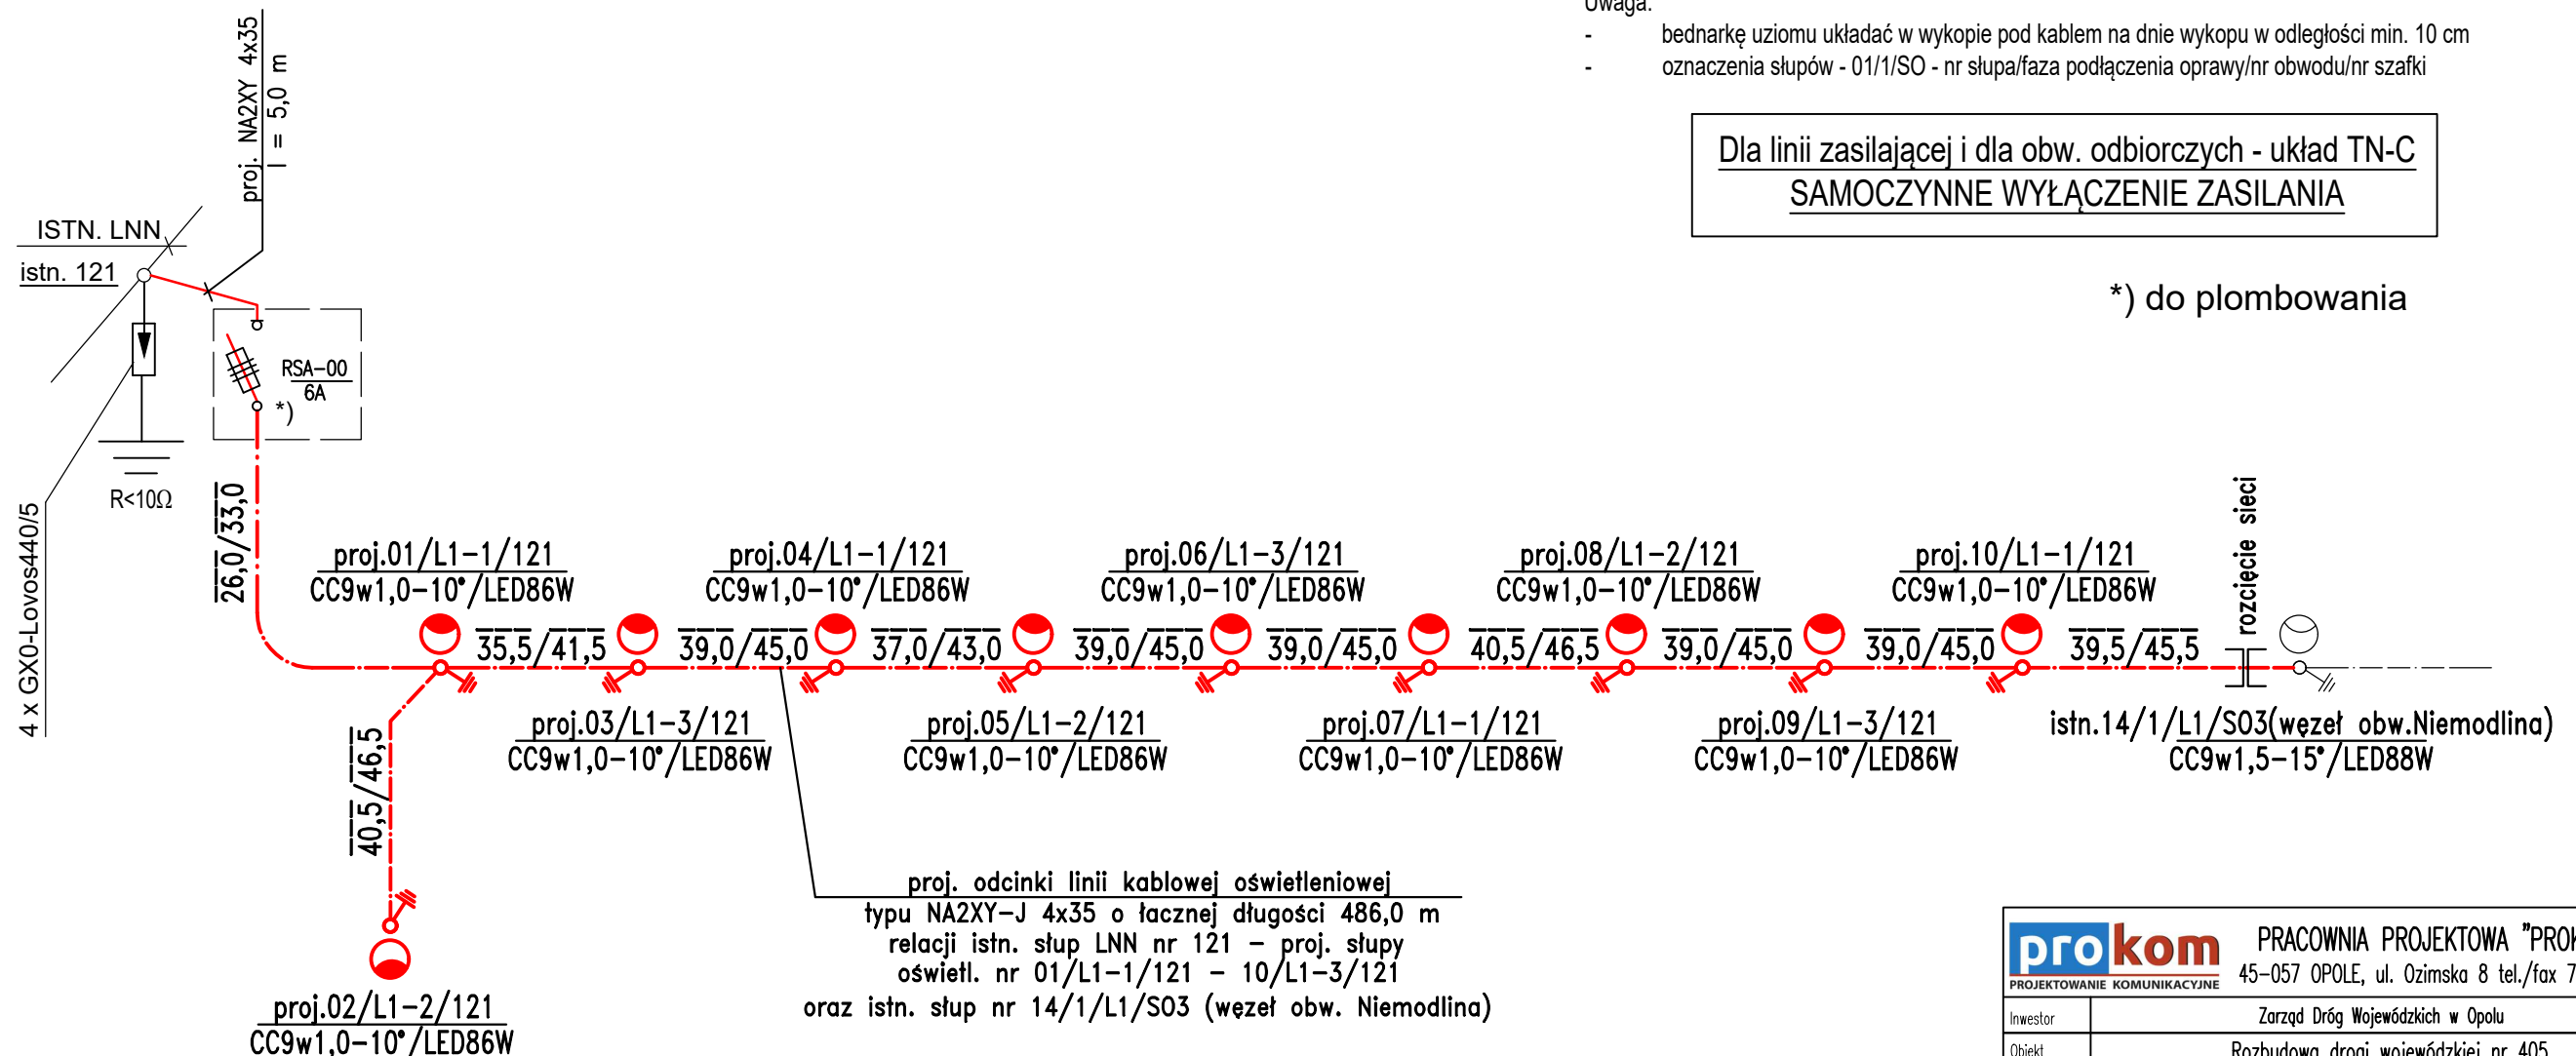 Uwaga:
- bednarkę uziomu układać w wykopie pod kablem na dnie wykopu w odległości min. 10 cm
- oznaczenia słupów - 01/1/SO - nr słupa/faza podłączenia oprawy/nr obwodu/nr szafki
Dla linii zasilającej i dla obw. odbiorczych - układ TN-C
SAMOCZYNNE WYŁĄCZENIE ZASILANIA
*) do plombowania
proj. NA2XY 4x35
l = 5,0 m
ISTN. LNN
istn. 121
RSA-00
6A
*)
R<10Ω
4 x GX0-Lovos440/5
26,0/33,0
proj.01/L1-1/121
CC9w1,0-10°/LED86W
proj.04/L1-1/121
CC9w1,0-10°/LED86W
proj.06/L1-3/121
CC9w1,0-10°/LED86W
proj.08/L1-2/121
CC9w1,0-10°/LED86W
proj.10/L1-1/121
CC9w1,0-10°/LED86W
rozcięcie sieci
35,5/41,5
39,0/45,0
37,0/43,0
39,0/45,0
39,0/45,0
40,5/46,5
39,0/45,0
39,0/45,0
39,5/45,5
proj.03/L1-3/121
CC9w1,0-10°/LED86W
proj.05/L1-2/121
CC9w1,0-10°/LED86W
proj.07/L1-1/121
CC9w1,0-10°/LED86W
proj.09/L1-3/121
CC9w1,0-10°/LED86W
istn.14/1/L1/SO3(węzeł obw.Niemodlina)
CC9w1,5-15°/LED88W
40,5/46,5
proj.02/L1-2/121
CC9w1,0-10°/LED86W
proj. odcinki linii kablowej oświetleniowej
typu NA2XY-J 4x35 o łacznej długości 486,0 m
relacji istn. słup LNN nr 121 - proj. słupy
oświetl. nr 01/L1-1/121 - 10/L1-3/121
oraz istn. słup nr 14/1/L1/SO3 (węzeł obw. Niemodlina)
prokom
PROJEKTOWANIE KOMUNIKACYJNE
PRACOWNIA PROJEKTOWA "PROK
45-057 OPOLE, ul. Ozimska 8 tel./fax 7
Inwestor
Zarząd Dróg Wojewódzkich w Opolu
Obiekt
Rozbudowa drogi wojewódzkiej nr 405